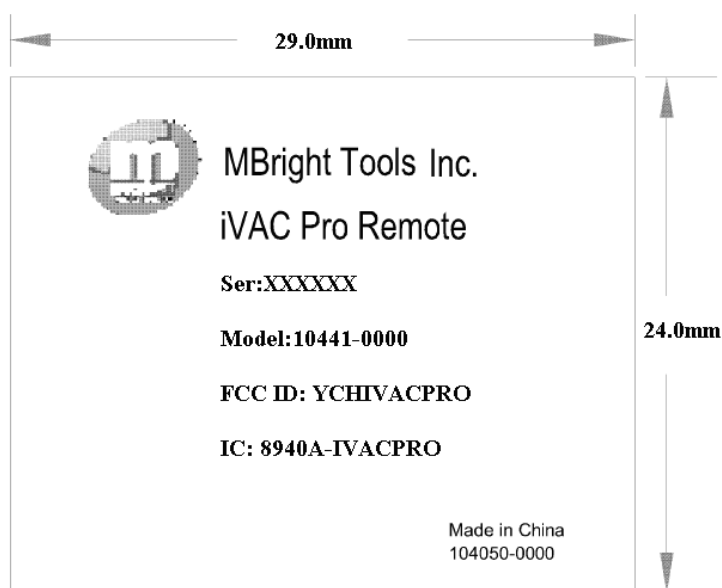 29.0mm
MBright Tools Inc.
iVAC Pro Remote
Ser:XXXXXX
Model:10441-0000
24.0mm
FCC ID: YCHIVACPRO
IC: 8940A-IVACPRO
Made in China
104050-0000